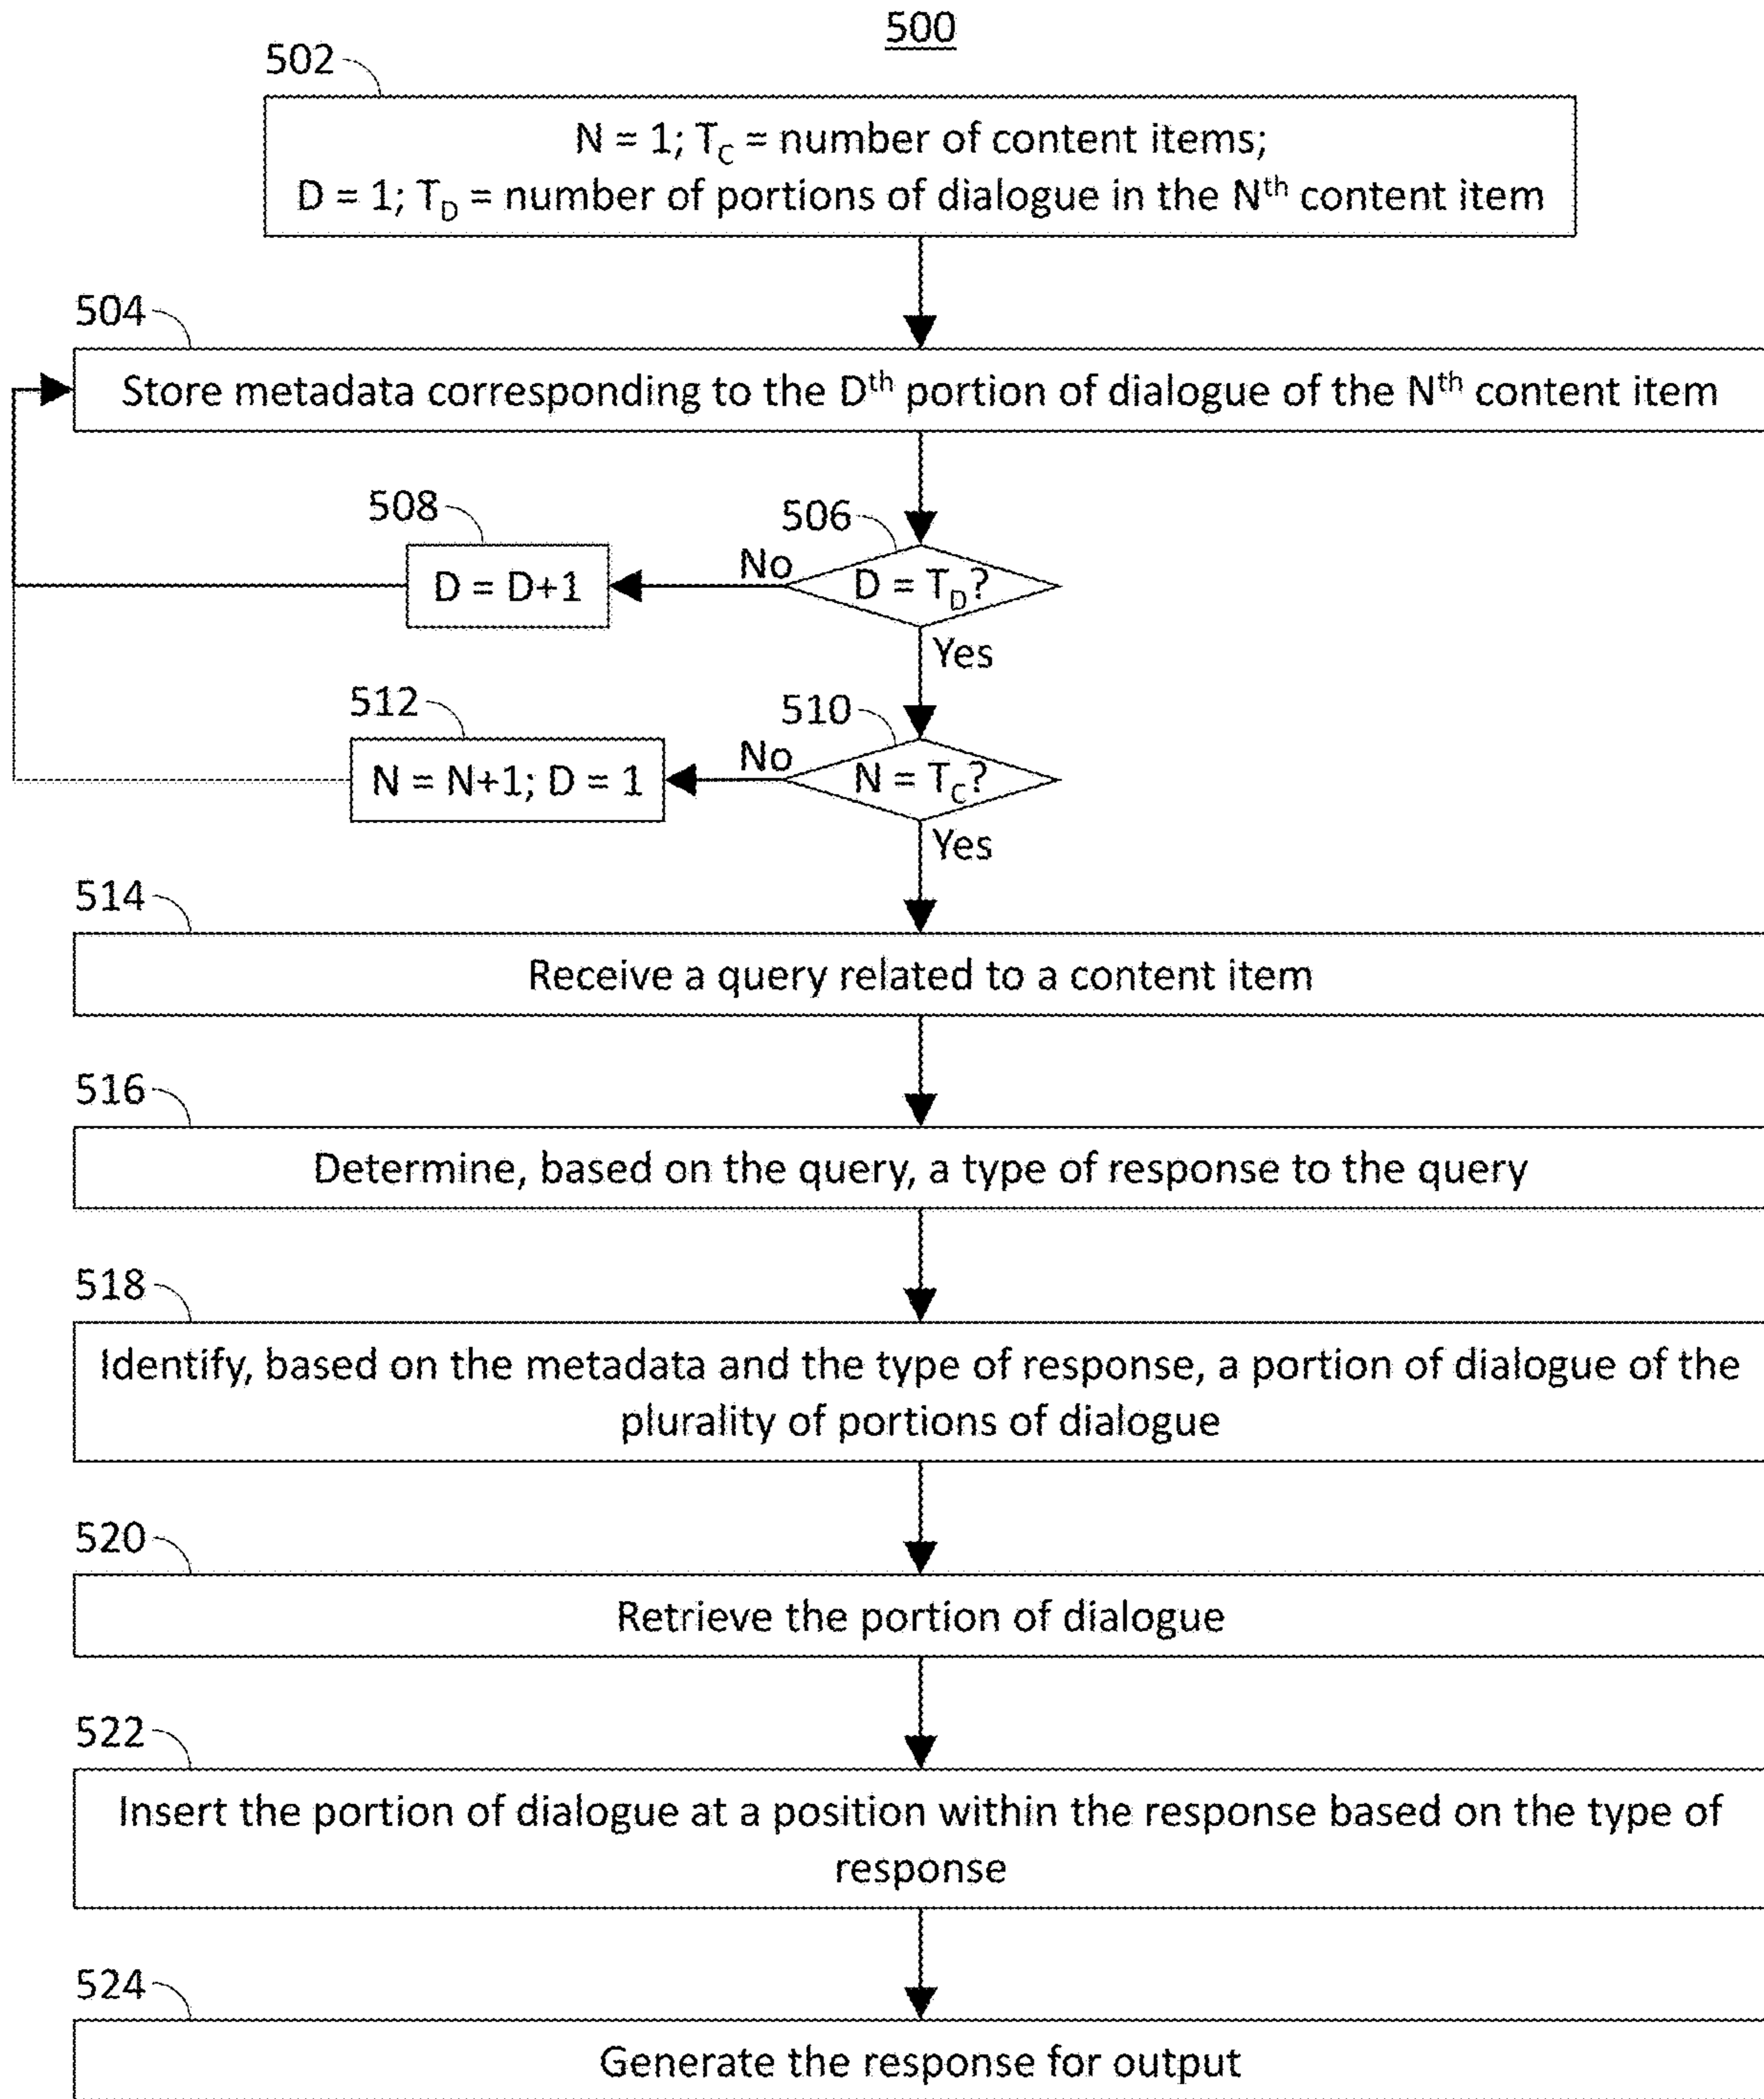 500
502
N = 1; T_C = number of content items;
D = 1; T_D = number of portions of dialogue in the N^th content item
504
Store metadata corresponding to the D^th portion of dialogue of the N^th content item
508
506
D = D+1
No
D = T_D?
Yes
512
510
N = N+1; D = 1
No
N = T_C?
Yes
514
Receive a query related to a content item
516
Determine, based on the query, a type of response to the query
518
Identify, based on the metadata and the type of response, a portion of dialogue of the
plurality of portions of dialogue
520
Retrieve the portion of dialogue
522
Insert the portion of dialogue at a position within the response based on the type of
response
524
Generate the response for output